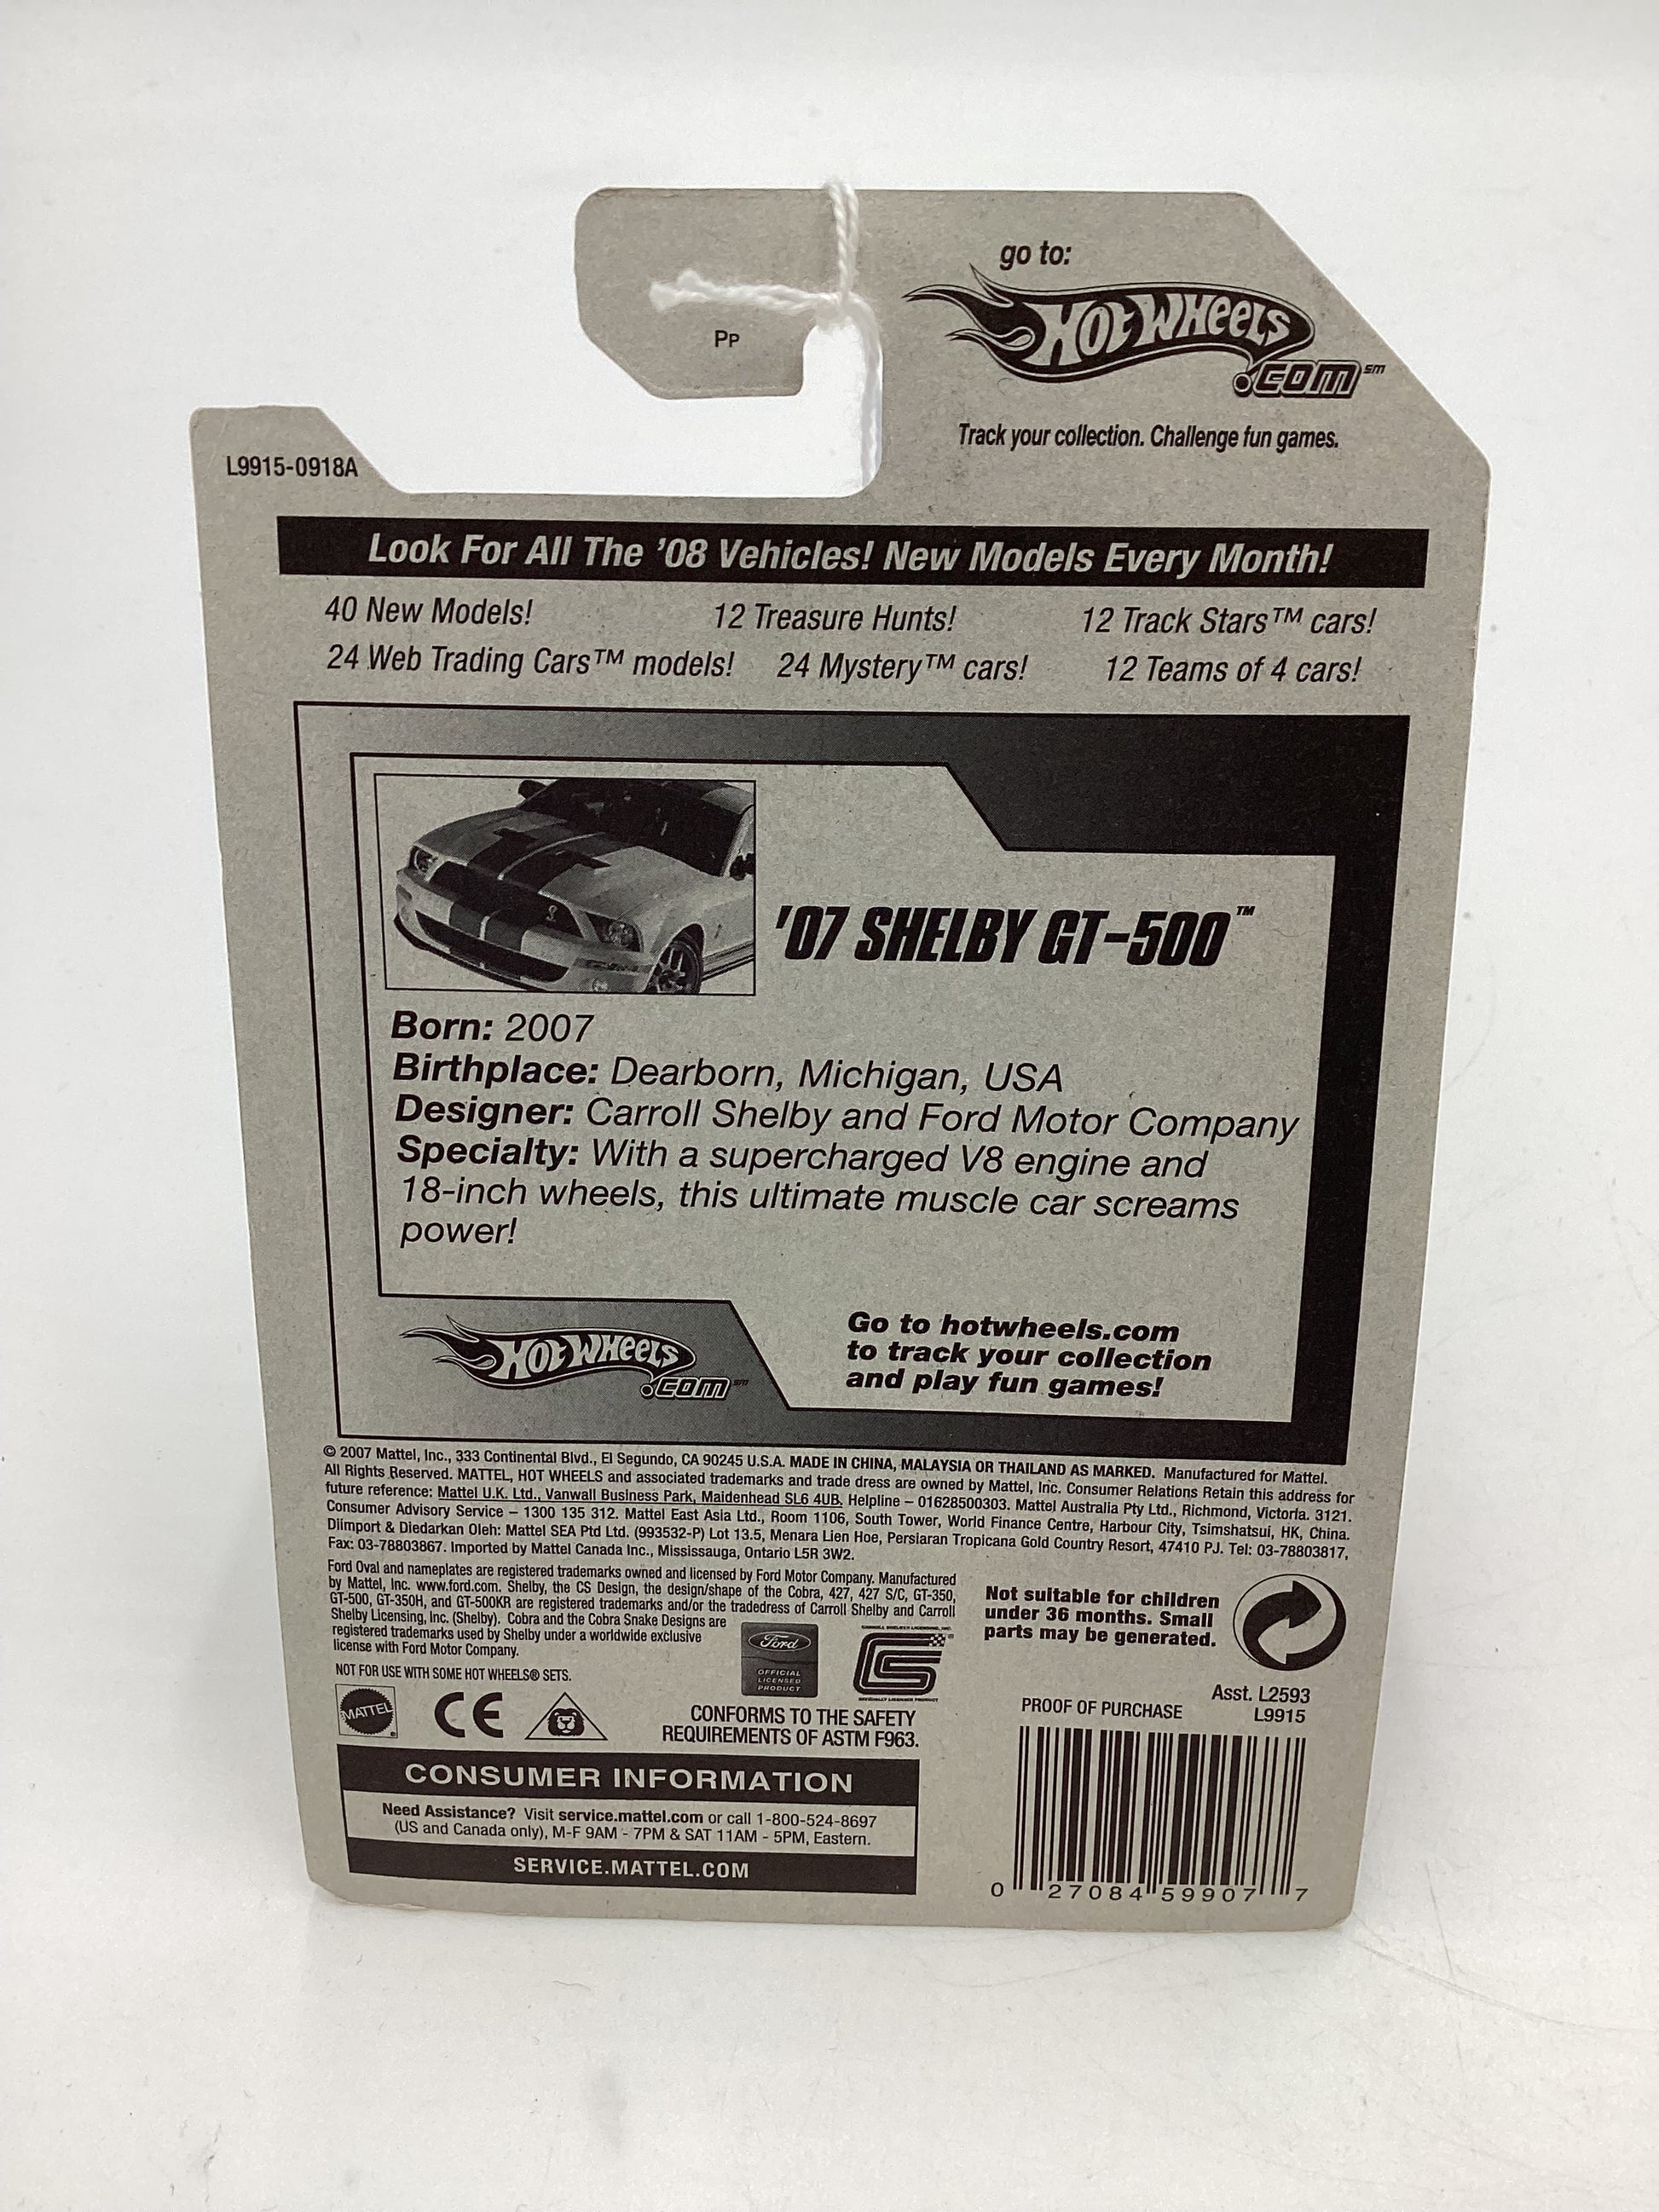 go to:
Hot Wheels
.com℠
Pp
Track your collection. Challenge fun games.
L9915-0918A
Look For All The '08 Vehicles! New Models Every Month!
40 New Models! 12 Treasure Hunts! 12 Track Stars™ cars!
24 Web Trading Cars™ models! 24 Mystery™ cars! 12 Teams of 4 cars!
'07 SHELBY GT-500™
Born: 2007
Birthplace: Dearborn, Michigan, USA
Designer: Carroll Shelby and Ford Motor Company
Specialty: With a supercharged V8 engine and
18-inch wheels, this ultimate muscle car screams
power!
Hot Wheels
.com℠
Go to hotwheels.com
to track your collection
and play fun games!
© 2007 Mattel, Inc., 333 Continental Blvd., El Segundo, CA 90245 U.S.A. MADE IN CHINA, MALAYSIA OR THAILAND AS MARKED. Manufactured for Mattel.
All Rights Reserved. MATTEL, HOT WHEELS and associated trademarks and trade dress are owned by Mattel, Inc. Consumer Relations Retain this address for
future reference: Mattel U.K. Ltd., Vanwall Business Park, Maidenhead SL6 4UB, Helpline – 01628500303. Mattel Australia Pty Ltd., Richmond, Victoria. 3121.
Consumer Advisory Service – 1300 135 312. Mattel East Asia Ltd., Room 1106, South Tower, World Finance Centre, Harbour City, Tsimshatsui, HK, China.
Diimport & Diedarkan Oleh: Mattel SEA Ptd Ltd. (993532-P) Lot 13.5, Menara Lien Hoe, Persiaran Tropicana Gold Country Resort, 47410 PJ. Tel: 03-78803817,
Fax: 03-78803867. Imported by Mattel Canada Inc., Mississauga, Ontario L5R 3W2.
Ford Oval and nameplates are registered trademarks owned and licensed by Ford Motor Company. Manufactured
by Mattel, Inc. www.ford.com. Shelby, the CS Design, the design/shape of the Cobra, 427, 427 S/C, GT-350,
GT-500, GT-350H, and GT-500KR are registered trademarks and/or the tradedress of Carroll Shelby and Carroll
Shelby Licensing, Inc. (Shelby). Cobra and the Cobra Snake Designs are
registered trademarks used by Shelby under a worldwide exclusive
license with Ford Motor Company.
NOT FOR USE WITH SOME HOT WHEELS® SETS.
Ford
OFFICIAL
LICENSED
PRODUCT
CARROLL SHELBY LICENSING, INC.
CS®
OFFICIALLY LICENSED PRODUCT
Not suitable for children
under 36 months. Small
parts may be generated.
MATTEL®
CE
CONFORMS TO THE SAFETY
REQUIREMENTS OF ASTM F963.
PROOF OF PURCHASE
Asst. L2593
L9915
CONSUMER INFORMATION
Need Assistance? Visit service.mattel.com or call 1-800-524-8697
(US and Canada only), M-F 9AM - 7PM & SAT 11AM - 5PM, Eastern.
SERVICE.MATTEL.COM
0 27084 59907 7